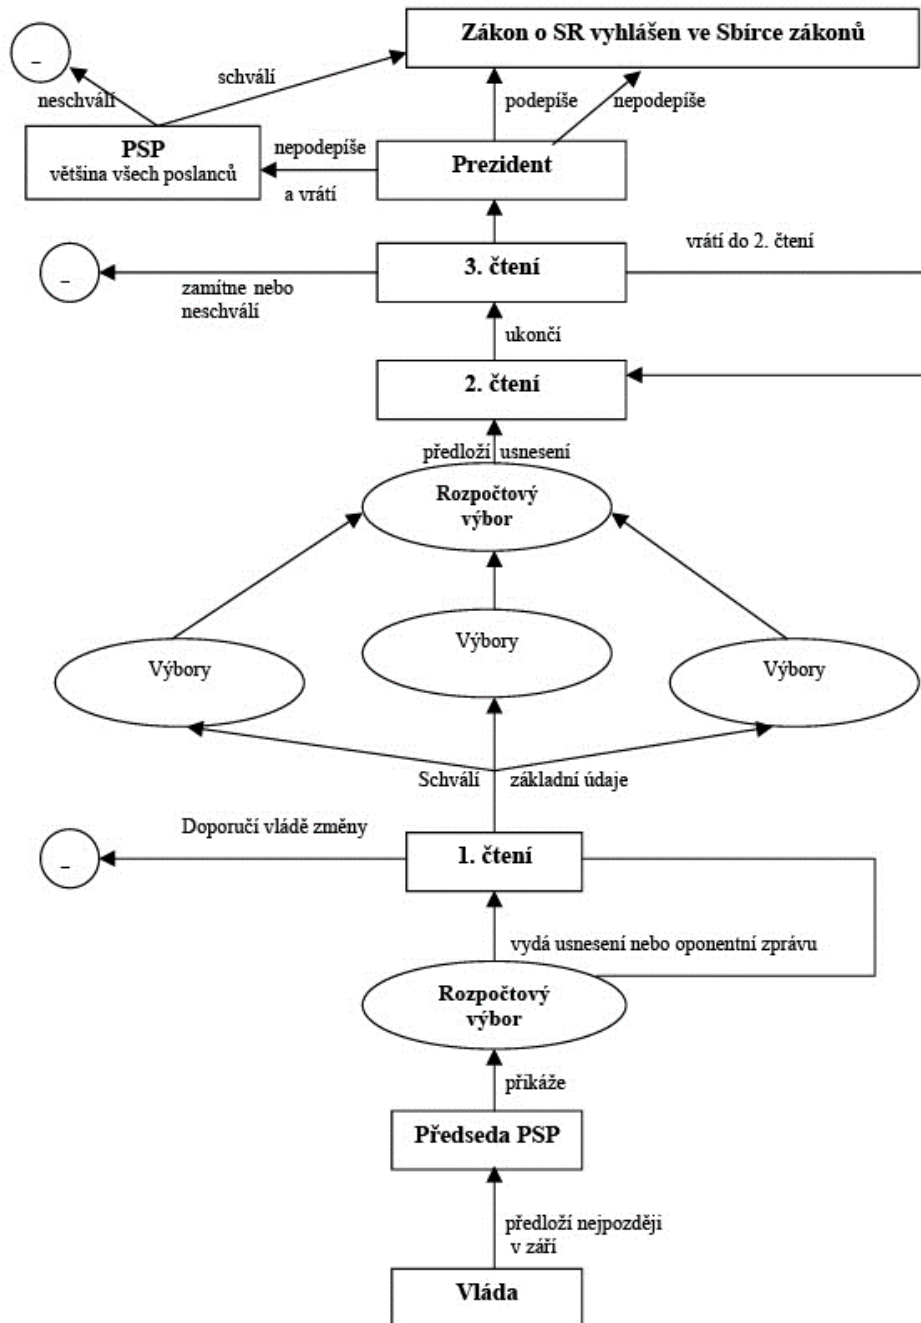 Zákon o SR vyhlášen ve Sbírce zákonů
–
schválí
neschválí
podepíše
nepodepíše
PSP
většina všech poslanců
nepodepíše
a vrátí
Prezident
vrátí do 2. čtení
3. čtení
–
zamítne nebo
neschválí
ukončí
2. čtení
předloží usnesení
Rozpočtový
výbor
Výbory
Výbory
Výbory
Schválí
základní údaje
Doporučí vládě změny
–
1. čtení
vydá usnesení nebo oponentní zprávu
Rozpočtový
výbor
přikáže
Předseda PSP
předloží nejpozději
v září
Vláda